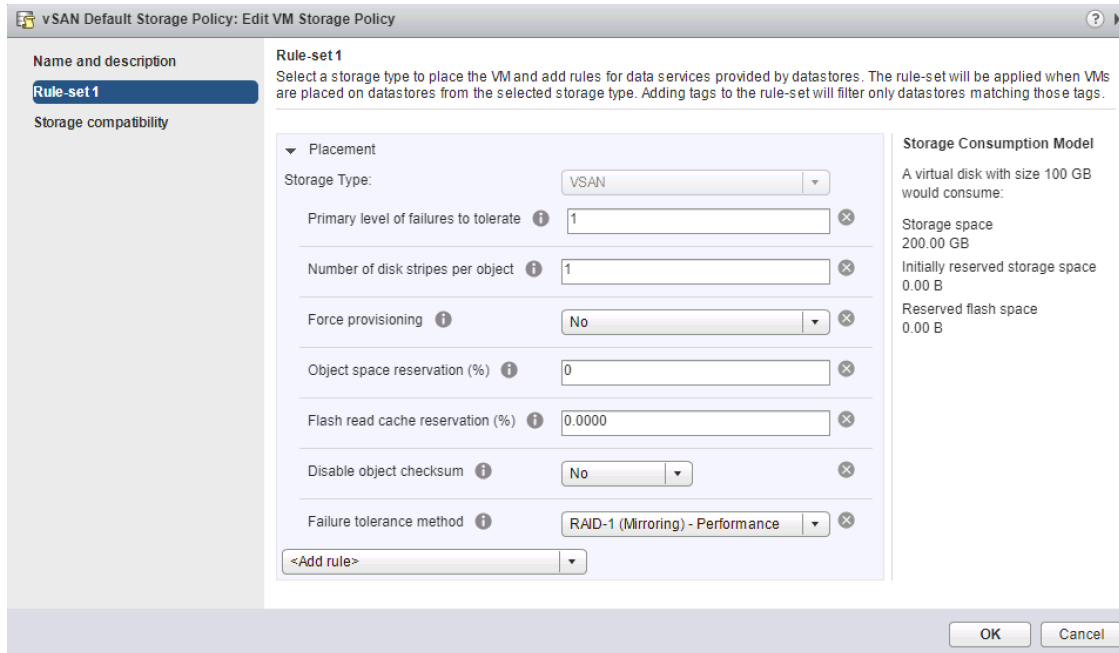 vSAN Default Storage Policy: Edit VM Storage Policy
?
Name and description
Rule-set 1
Storage compatibility
Rule-set 1
Select a storage type to place the VM and add rules for data services provided by datastores. The rule-set will be applied when VMs
are placed on datastores from the selected storage type. Adding tags to the rule-set will filter only datastores matching those tags.
Placement
Storage Type: VSAN
Primary level of failures to tolerate 1
Number of disk stripes per object 1
Force provisioning No
Object space reservation (%) 0
Flash read cache reservation (%) 0.0000
Disable object checksum No
Failure tolerance method RAID-1 (Mirroring) - Performance
<Add rule>
Storage Consumption Model
A virtual disk with size 100 GB
would consume:
Storage space
200.00 GB
Initially reserved storage space
0.00 B
Reserved flash space
0.00 B
OK
Cancel